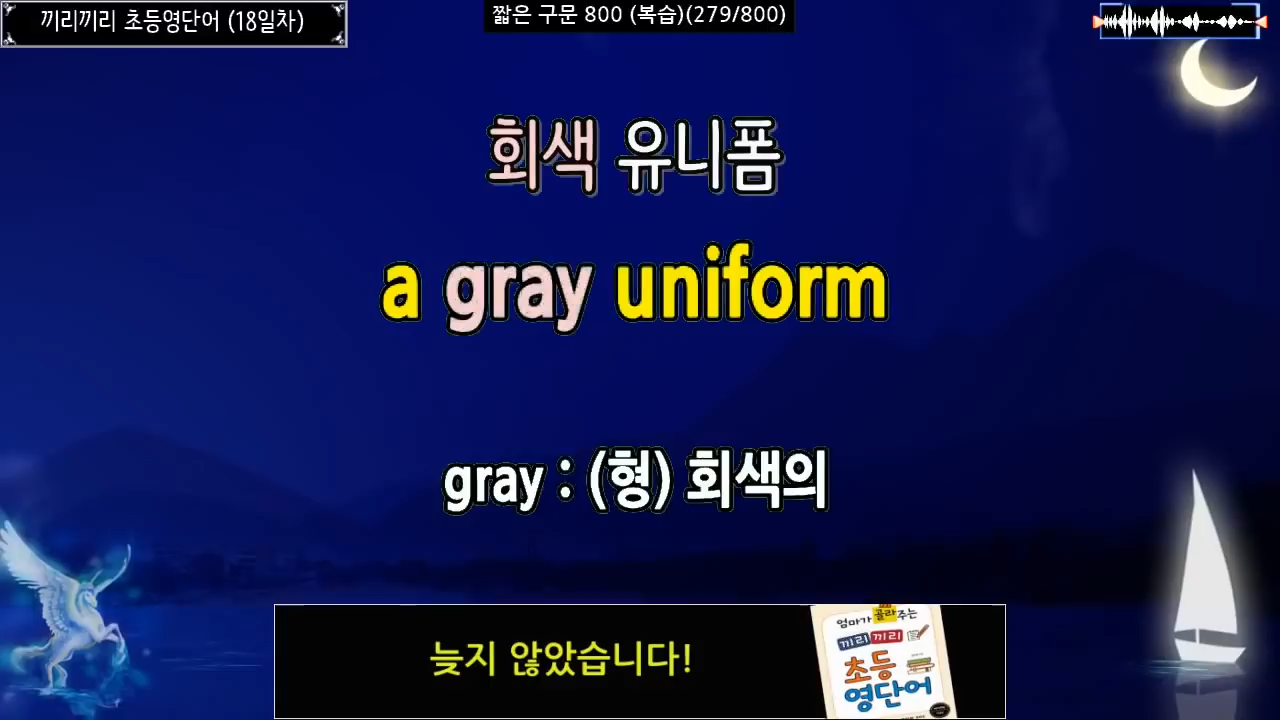 끼리끼리 초등영단어 (18일차)
짧은 구문 800 (복습)(279/800)
회색 유니폼
a gray uniform
gray : (형) 회색의
늦지 않았습니다!
엄마가 골라주는
끼리끼리
초등
영단어